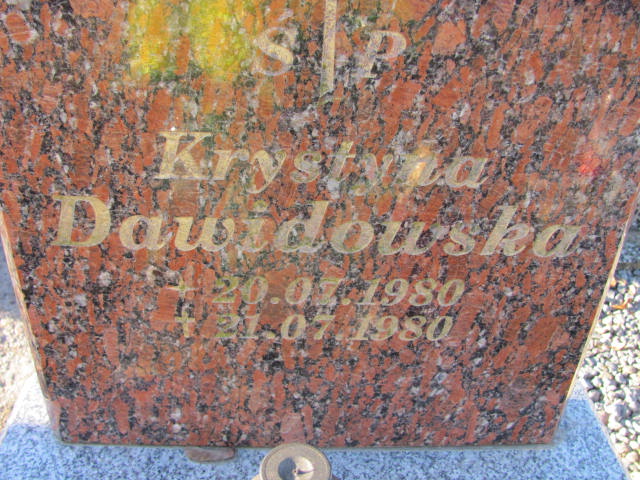 Ś P
Krystyna
Dawidowska
+ 20.07.1980
+ 21.07.1980